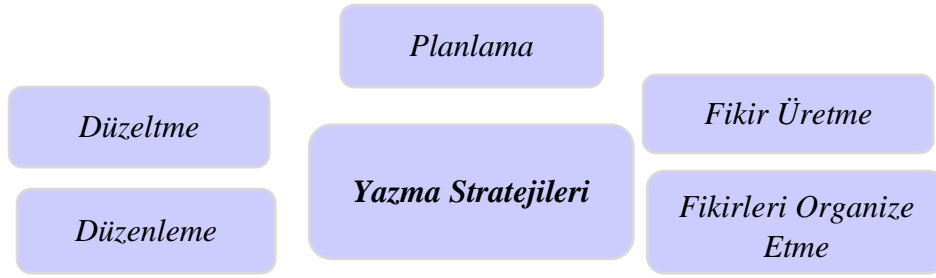 Planlama
Düzeltme
Fikir Üretme
Yazma Stratejileri
Düzenleme
Fikirleri Organize
Etme